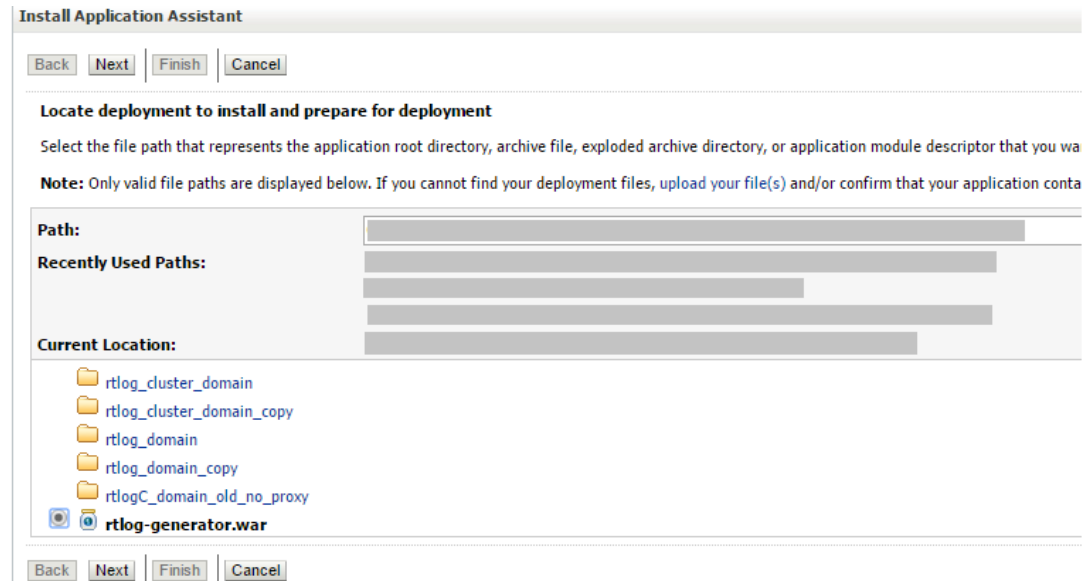 Install Application Assistant
Back Next Finish Cancel
Locate deployment to install and prepare for deployment
Select the file path that represents the application root directory, archive file, exploded archive directory, or application module descriptor that you
Note: Only valid file paths are displayed below. If you cannot find your deployment files, upload your file(s) and/or confirm that your application
Path:
Recently Used Paths:
Current Location:
rtlog_cluster_domain
rtlog_cluster_domain_copy
rtlog_domain
rtlog_domain_copy
rtlogC_domain_old_no_proxy
rtlog-generator.war
Back Next Finish Cancel